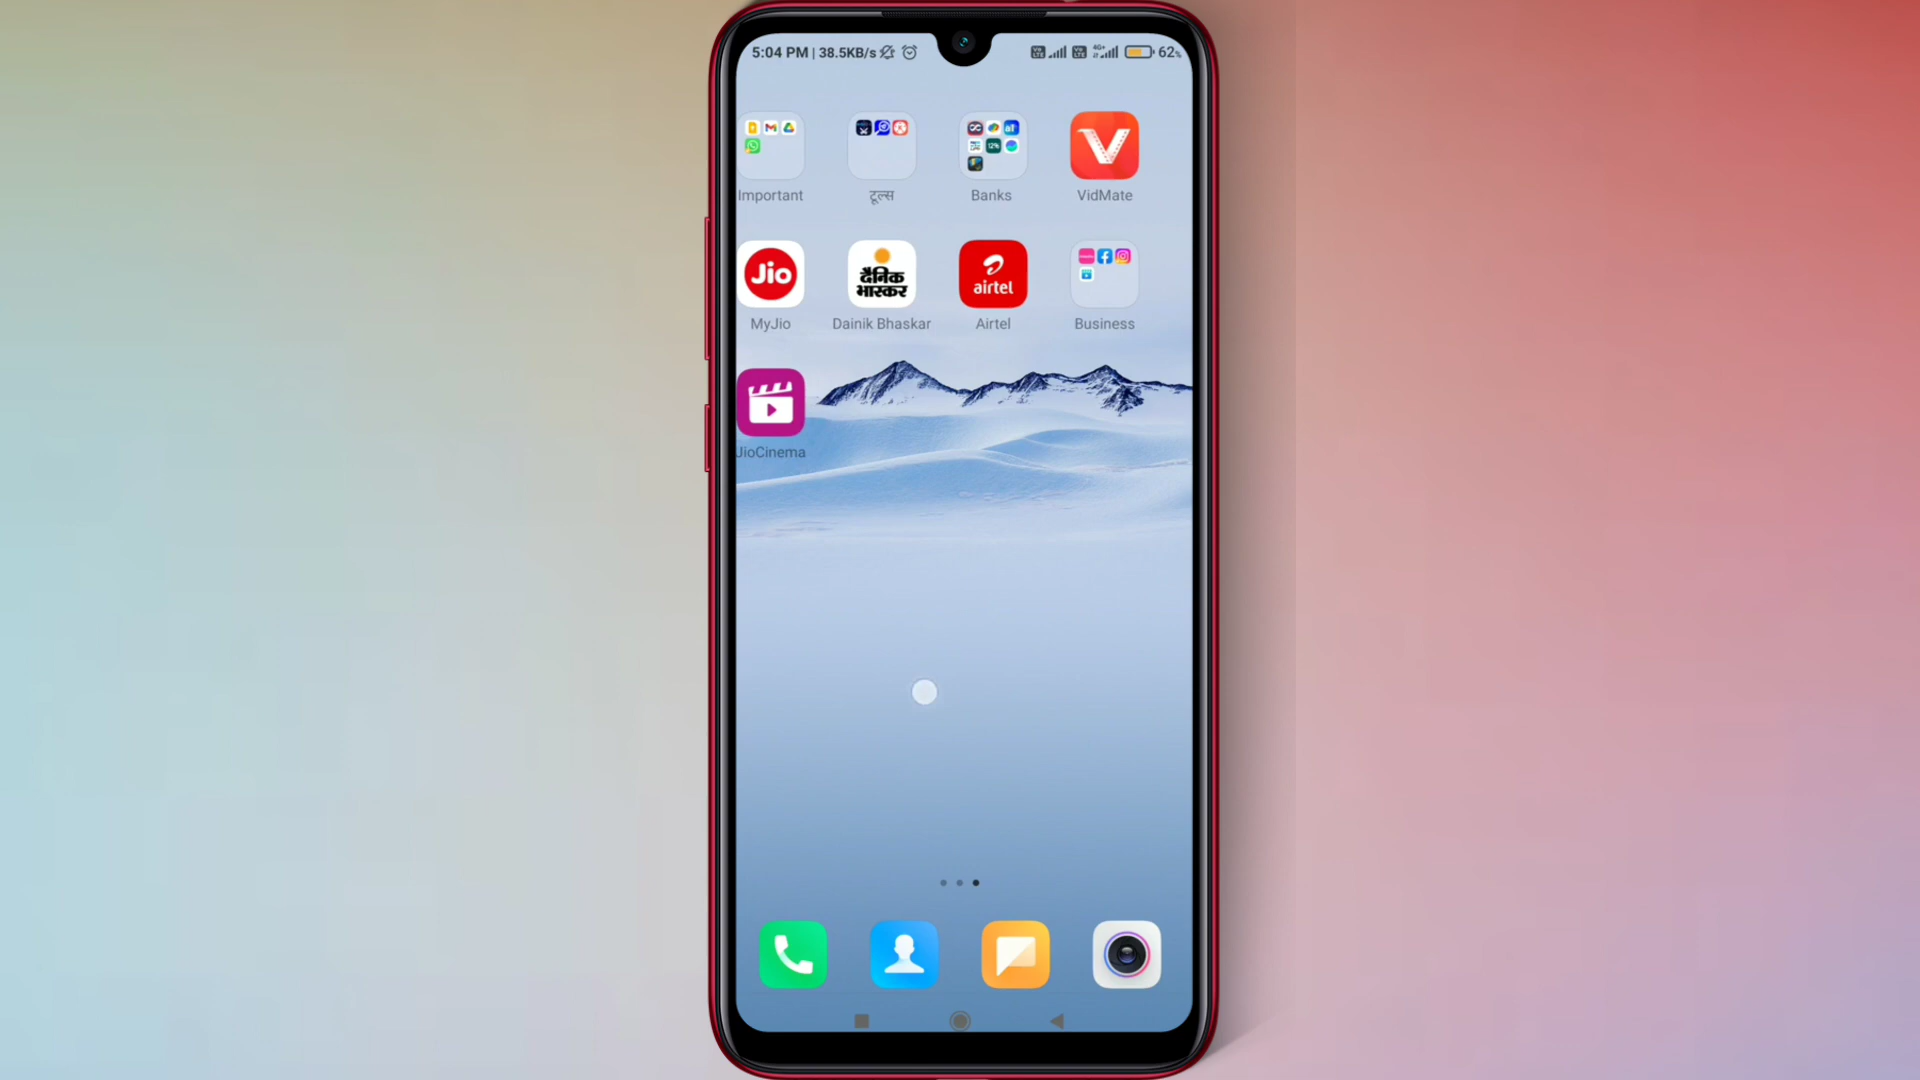 5:04 PM | 38.5KB/s 62%
Important टूल्स Banks VidMate
Jio दैनिक भास्कर airtel
MyJio Dainik Bhaskar Airtel Business
JioCinema